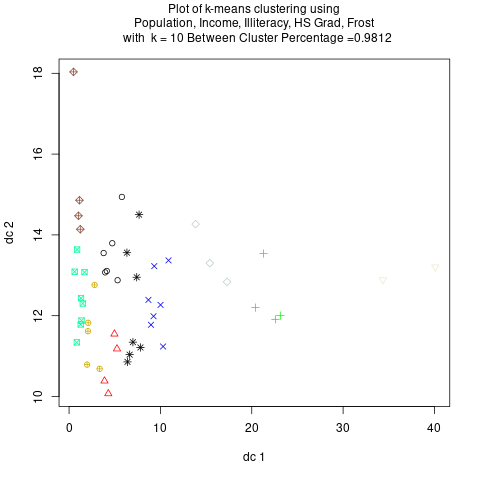 Plot of k-means clustering using
Population, Income, Illiteracy, HS Grad, Frost
with k = 10 Between Cluster Percentage =0.9812
18
16
14
12
10
dc 2
0 10 20 30 40
dc 1